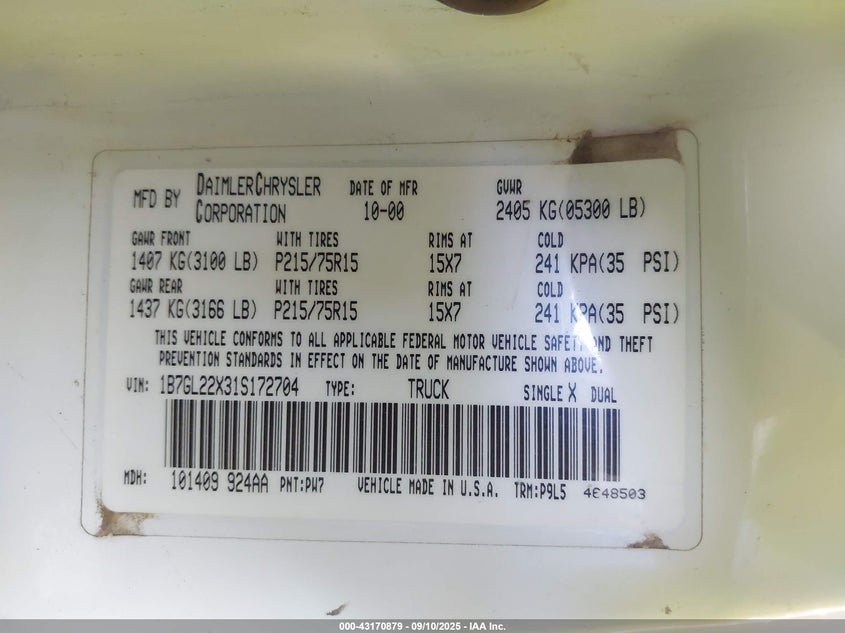 MFD BY DAIMLERCHRYSLER CORPORATION DATE OF MFR 10-00 GVWR 2405 KG(05300 LB)
GAWR FRONT WITH TIRES RIMS AT COLD
1407 KG(3100 LB) P215/75R15 15X7 241 KPA(35 PSI)
GAWR REAR WITH TIRES RIMS AT COLD
1437 KG(3166 LB) P215/75R15 15X7 241 KPA(35 PSI)
THIS VEHICLE CONFORMS TO ALL APPLICABLE FEDERAL MOTOR VEHICLE SAFETY AND THEFT
PREVENTION STANDARDS IN EFFECT ON THE DATE OF MANUFACTURE SHOWN ABOVE.
VIN: 1B7GL22X31S172704 TYPE: TRUCK SINGLE X DUAL
MDH: 101409 924AA PNT:PW7 VEHICLE MADE IN U.S.A. TRM:P9L5 4E48503
000-43170879 - 09/10/2025 - IAA Inc.